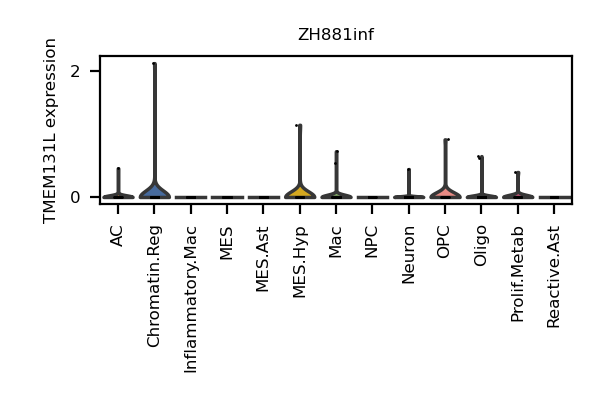 ZH881inf
TMEM131L expression
2
0
AC
Chromatin.Reg
Inflammatory.Mac
MES
MES.Ast
MES.Hyp
Mac
NPC
Neuron
OPC
Oligo
Prolif.Metab
Reactive.Ast